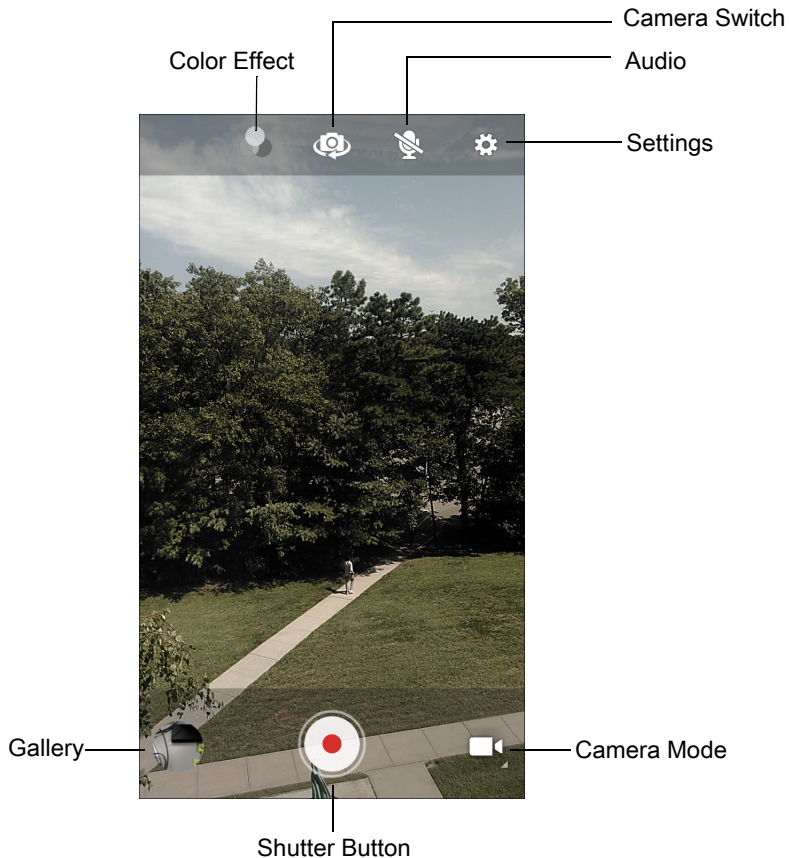 Camera Switch
Color Effect
Audio
Settings
Gallery
Camera Mode
Shutter Button